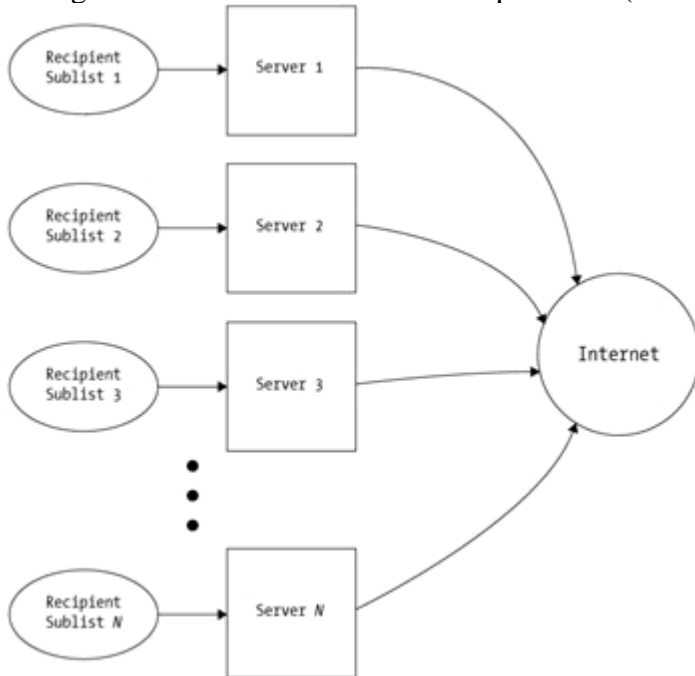 Recipient
Sublist 1
Server 1
Recipient
Sublist 2
Server 2
Internet
Recipient
Sublist 3
Server 3
Recipient
Sublist N
Server N